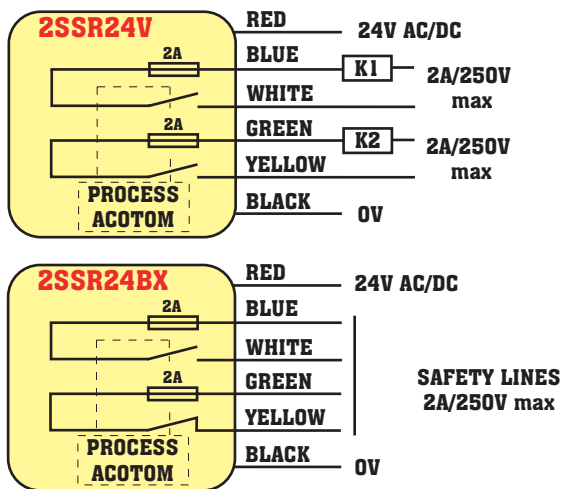 2SSR24V
RED
24V AC/DC
2A
BLUE
K1
2A/250V
max
WHITE
2A
GREEN
K2
2A/250V
max
YELLOW
PROCESS
ACOTOM
BLACK
0V
2SSR24BX
RED
24V AC/DC
2A
BLUE
WHITE
2A
GREEN
SAFETY LINES
2A/250V max
YELLOW
PROCESS
ACOTOM
BLACK
0V